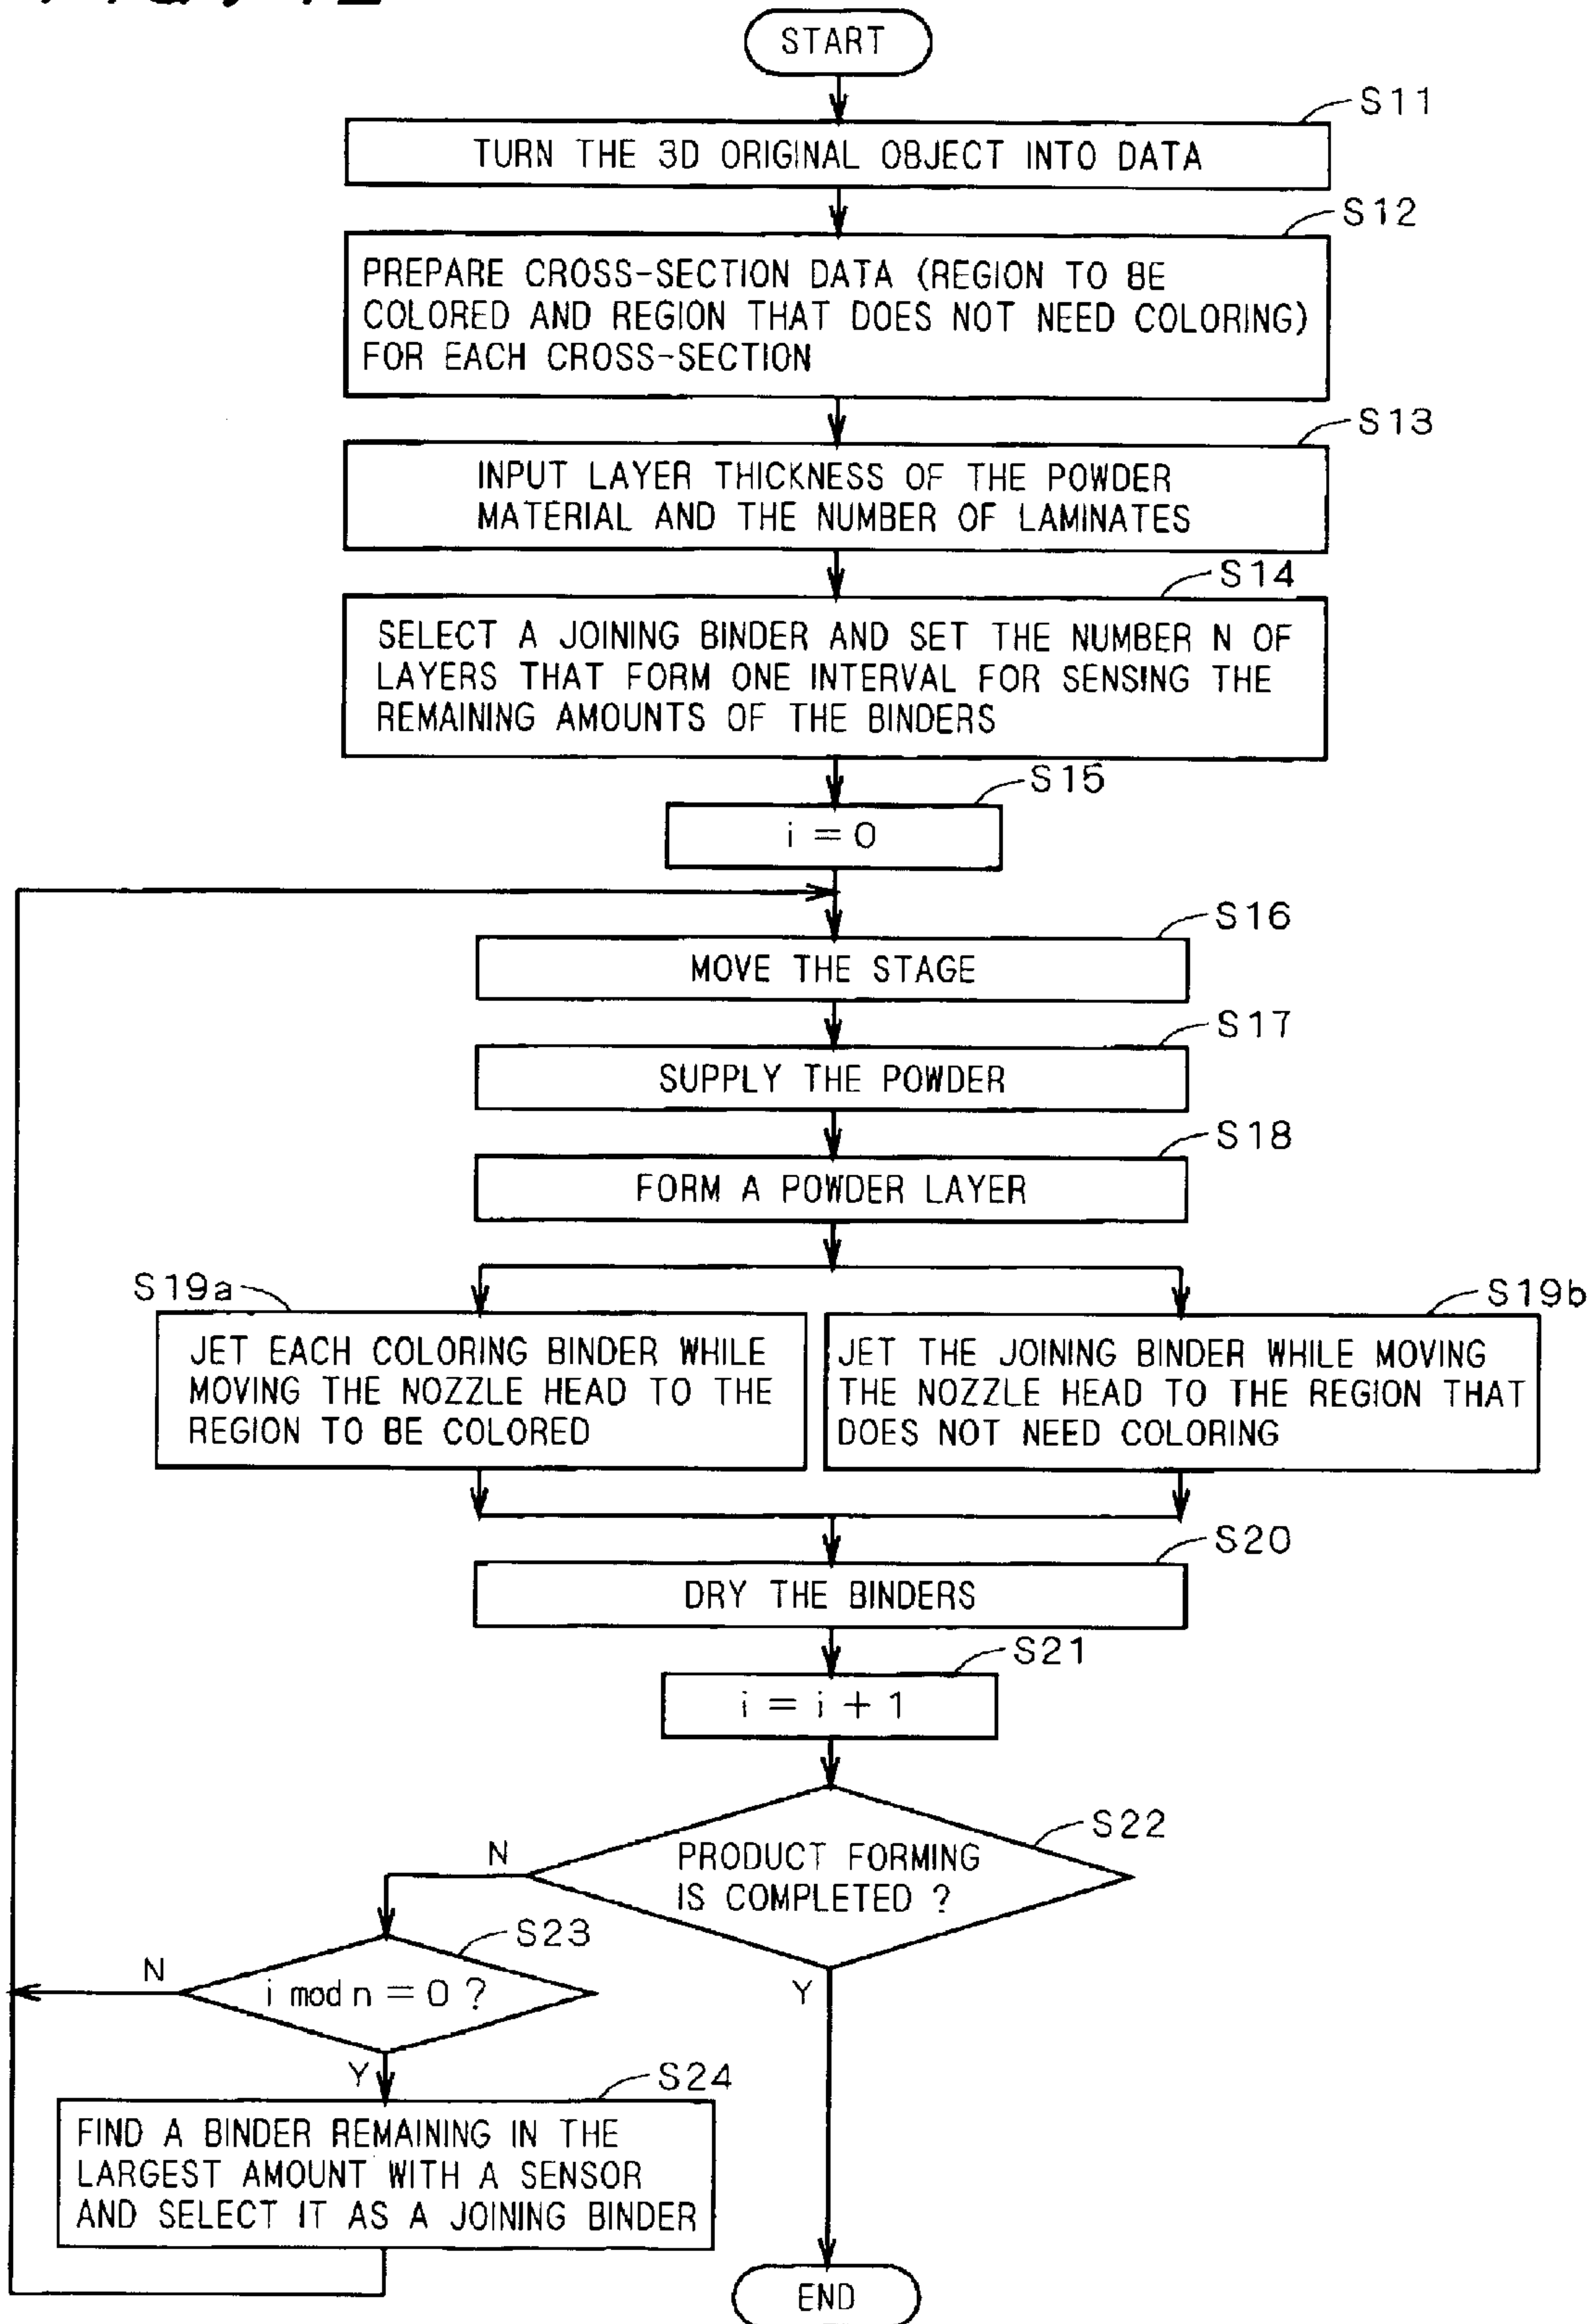 START
S11
TURN THE 3D ORIGINAL OBJECT INTO DATA
S12
PREPARE CROSS-SECTION DATA (REGION TO BE
COLORED AND REGION THAT DOES NOT NEED COLORING)
FOR EACH CROSS-SECTION
S13
INPUT LAYER THICKNESS OF THE POWDER
MATERIAL AND THE NUMBER OF LAMINATES
S14
SELECT A JOINING BINDER AND SET THE NUMBER N OF
LAYERS THAT FORM ONE INTERVAL FOR SENSING THE
REMAINING AMOUNTS OF THE BINDERS
S15
i = 0
S16
MOVE THE STAGE
S17
SUPPLY THE POWDER
S18
FORM A POWDER LAYER
S19a
JET EACH COLORING BINDER WHILE
MOVING THE NOZZLE HEAD TO THE
REGION TO BE COLORED
S19b
JET THE JOINING BINDER WHILE MOVING
THE NOZZLE HEAD TO THE REGION THAT
DOES NOT NEED COLORING
S20
DRY THE BINDERS
S21
i = i + 1
S22
PRODUCT FORMING
IS COMPLETED ?
N
Y
S23
i mod n = 0 ?
N
Y
S24
FIND A BINDER REMAINING IN THE
LARGEST AMOUNT WITH A SENSOR
AND SELECT IT AS A JOINING BINDER
END